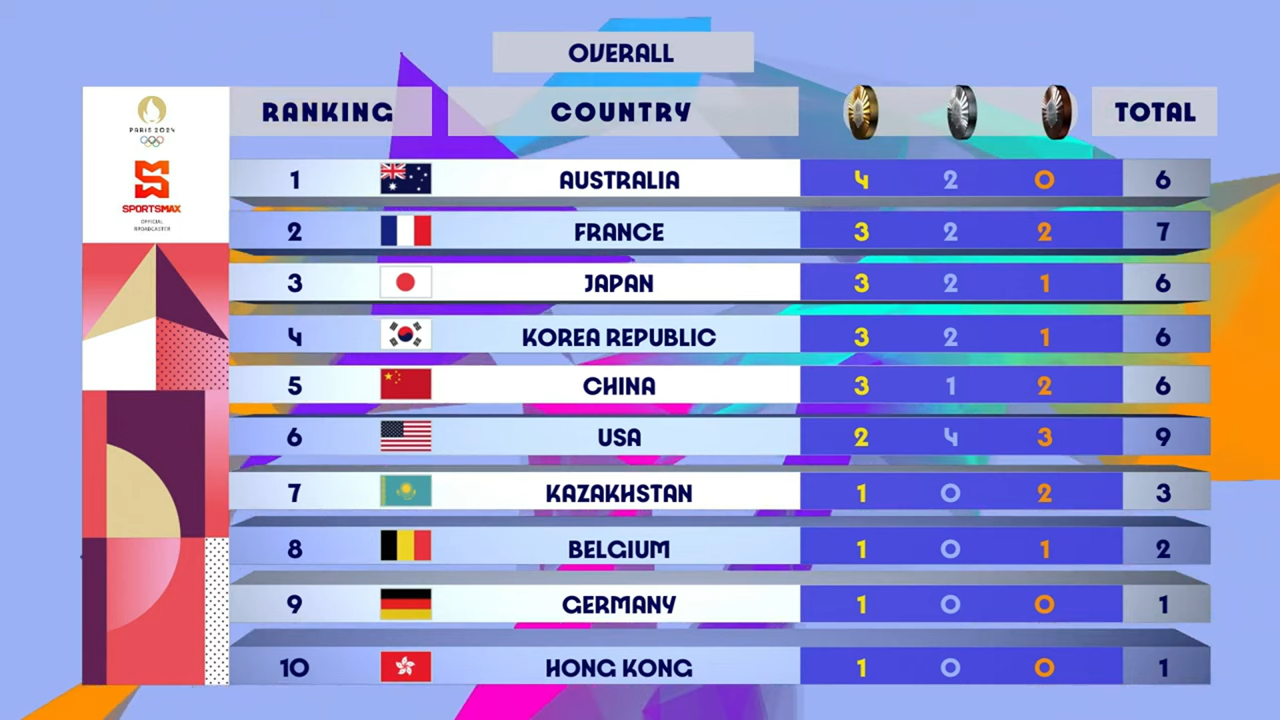 OVERALL
RANKING COUNTRY TOTAL
PARIS 2024
SPORTSMAX
OFFICIAL
BROADCASTER
1 AUSTRALIA 4 2 0 6
2 FRANCE 3 2 2 7
3 JAPAN 3 2 1 6
4 KOREA REPUBLIC 3 2 1 6
5 CHINA 3 1 2 6
6 USA 2 4 3 9
7 KAZAKHSTAN 1 0 2 3
8 BELGIUM 1 0 1 2
9 GERMANY 1 0 0 1
10 HONG KONG 1 0 0 1